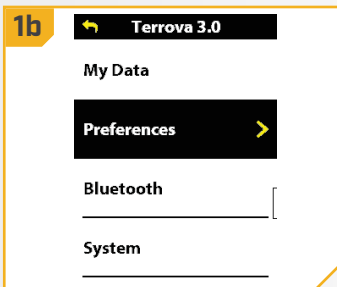 1b
Terrova 3.0
My Data
Preferences
Bluetooth
System